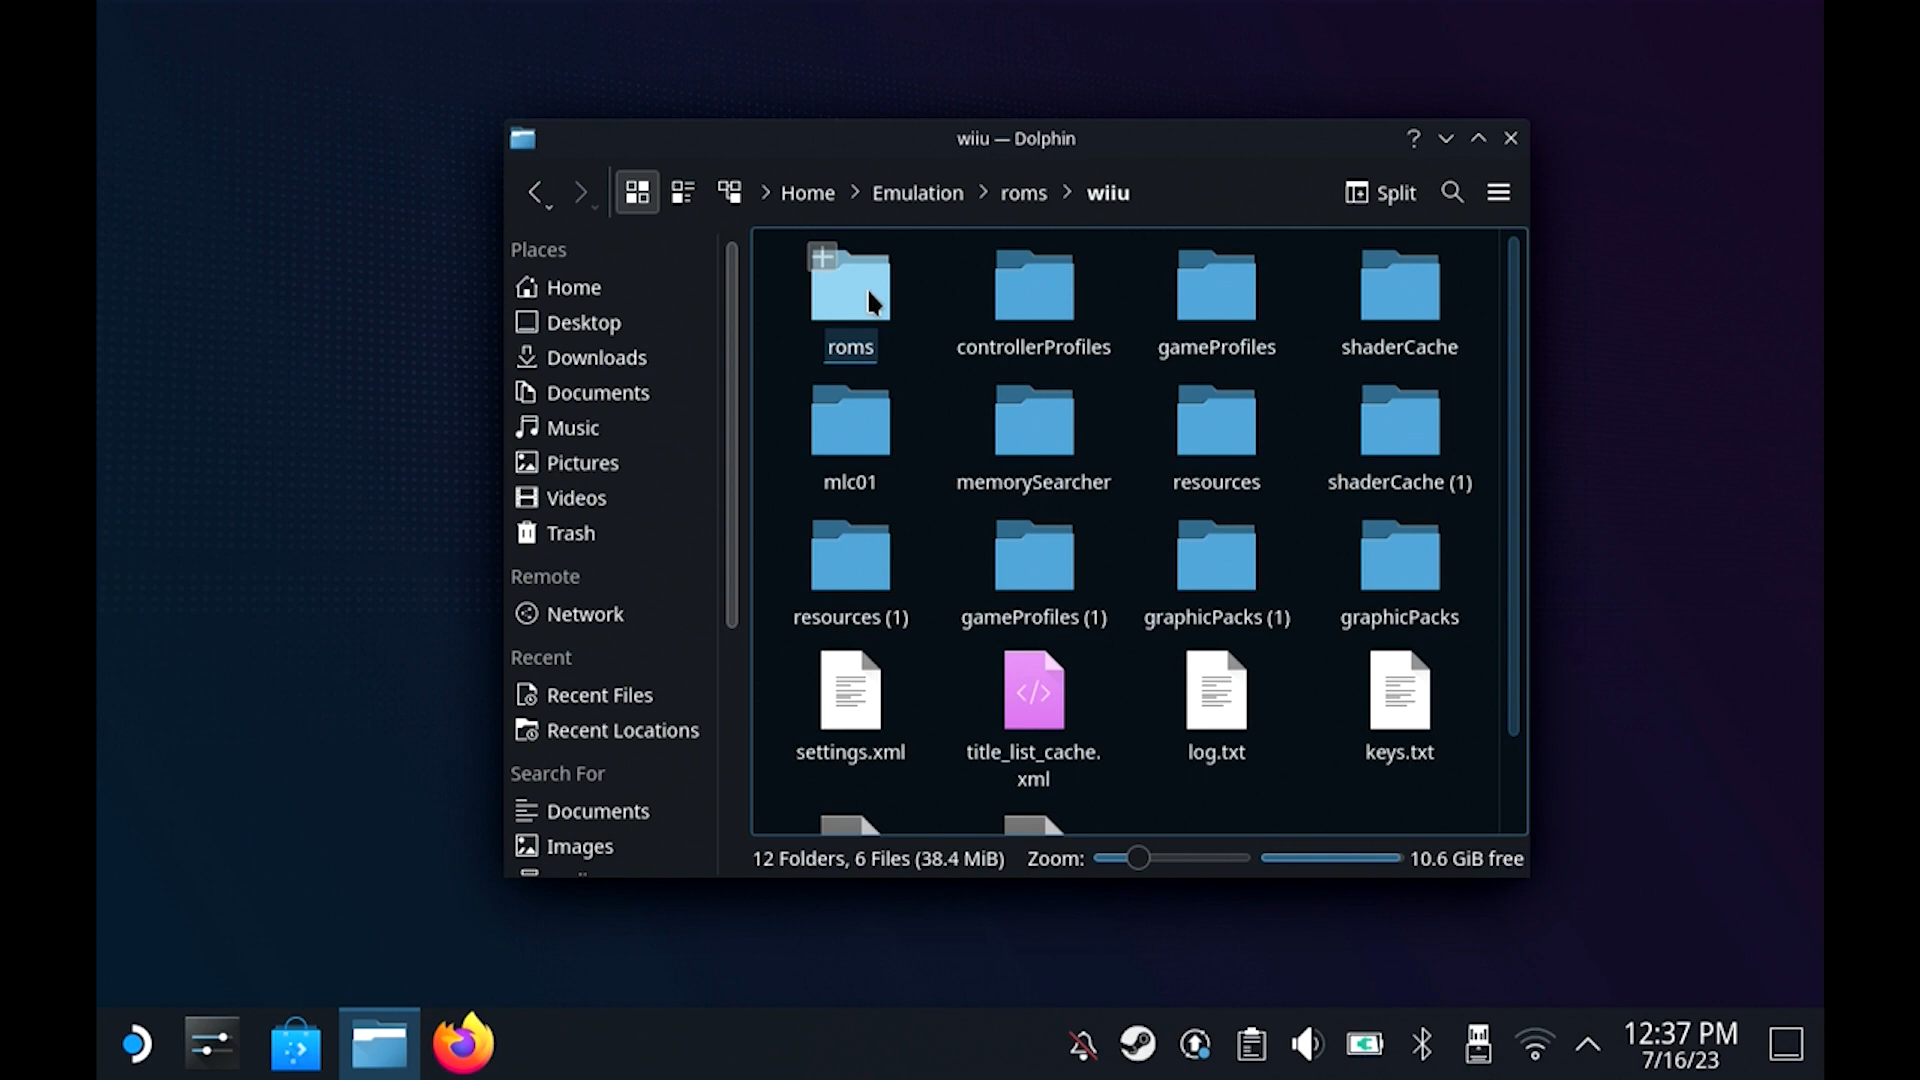 wiiu — Dolphin
Home
Emulation
roms
wiiu
Split
Places
Home
Desktop
Downloads
Documents
Music
Pictures
Videos
Trash
Remote
Network
Recent
Recent Files
Recent Locations
Search For
Documents
Images
roms
controllerProfiles
gameProfiles
shaderCache
mlc01
memorySearcher
resources
shaderCache (1)
resources (1)
gameProfiles (1)
graphicPacks (1)
graphicPacks
settings.xml
title_list_cache.
xml
log.txt
keys.txt
12 Folders, 6 Files (38.4 MiB)
Zoom:
10.6 GiB free
12:37 PM
7/16/23